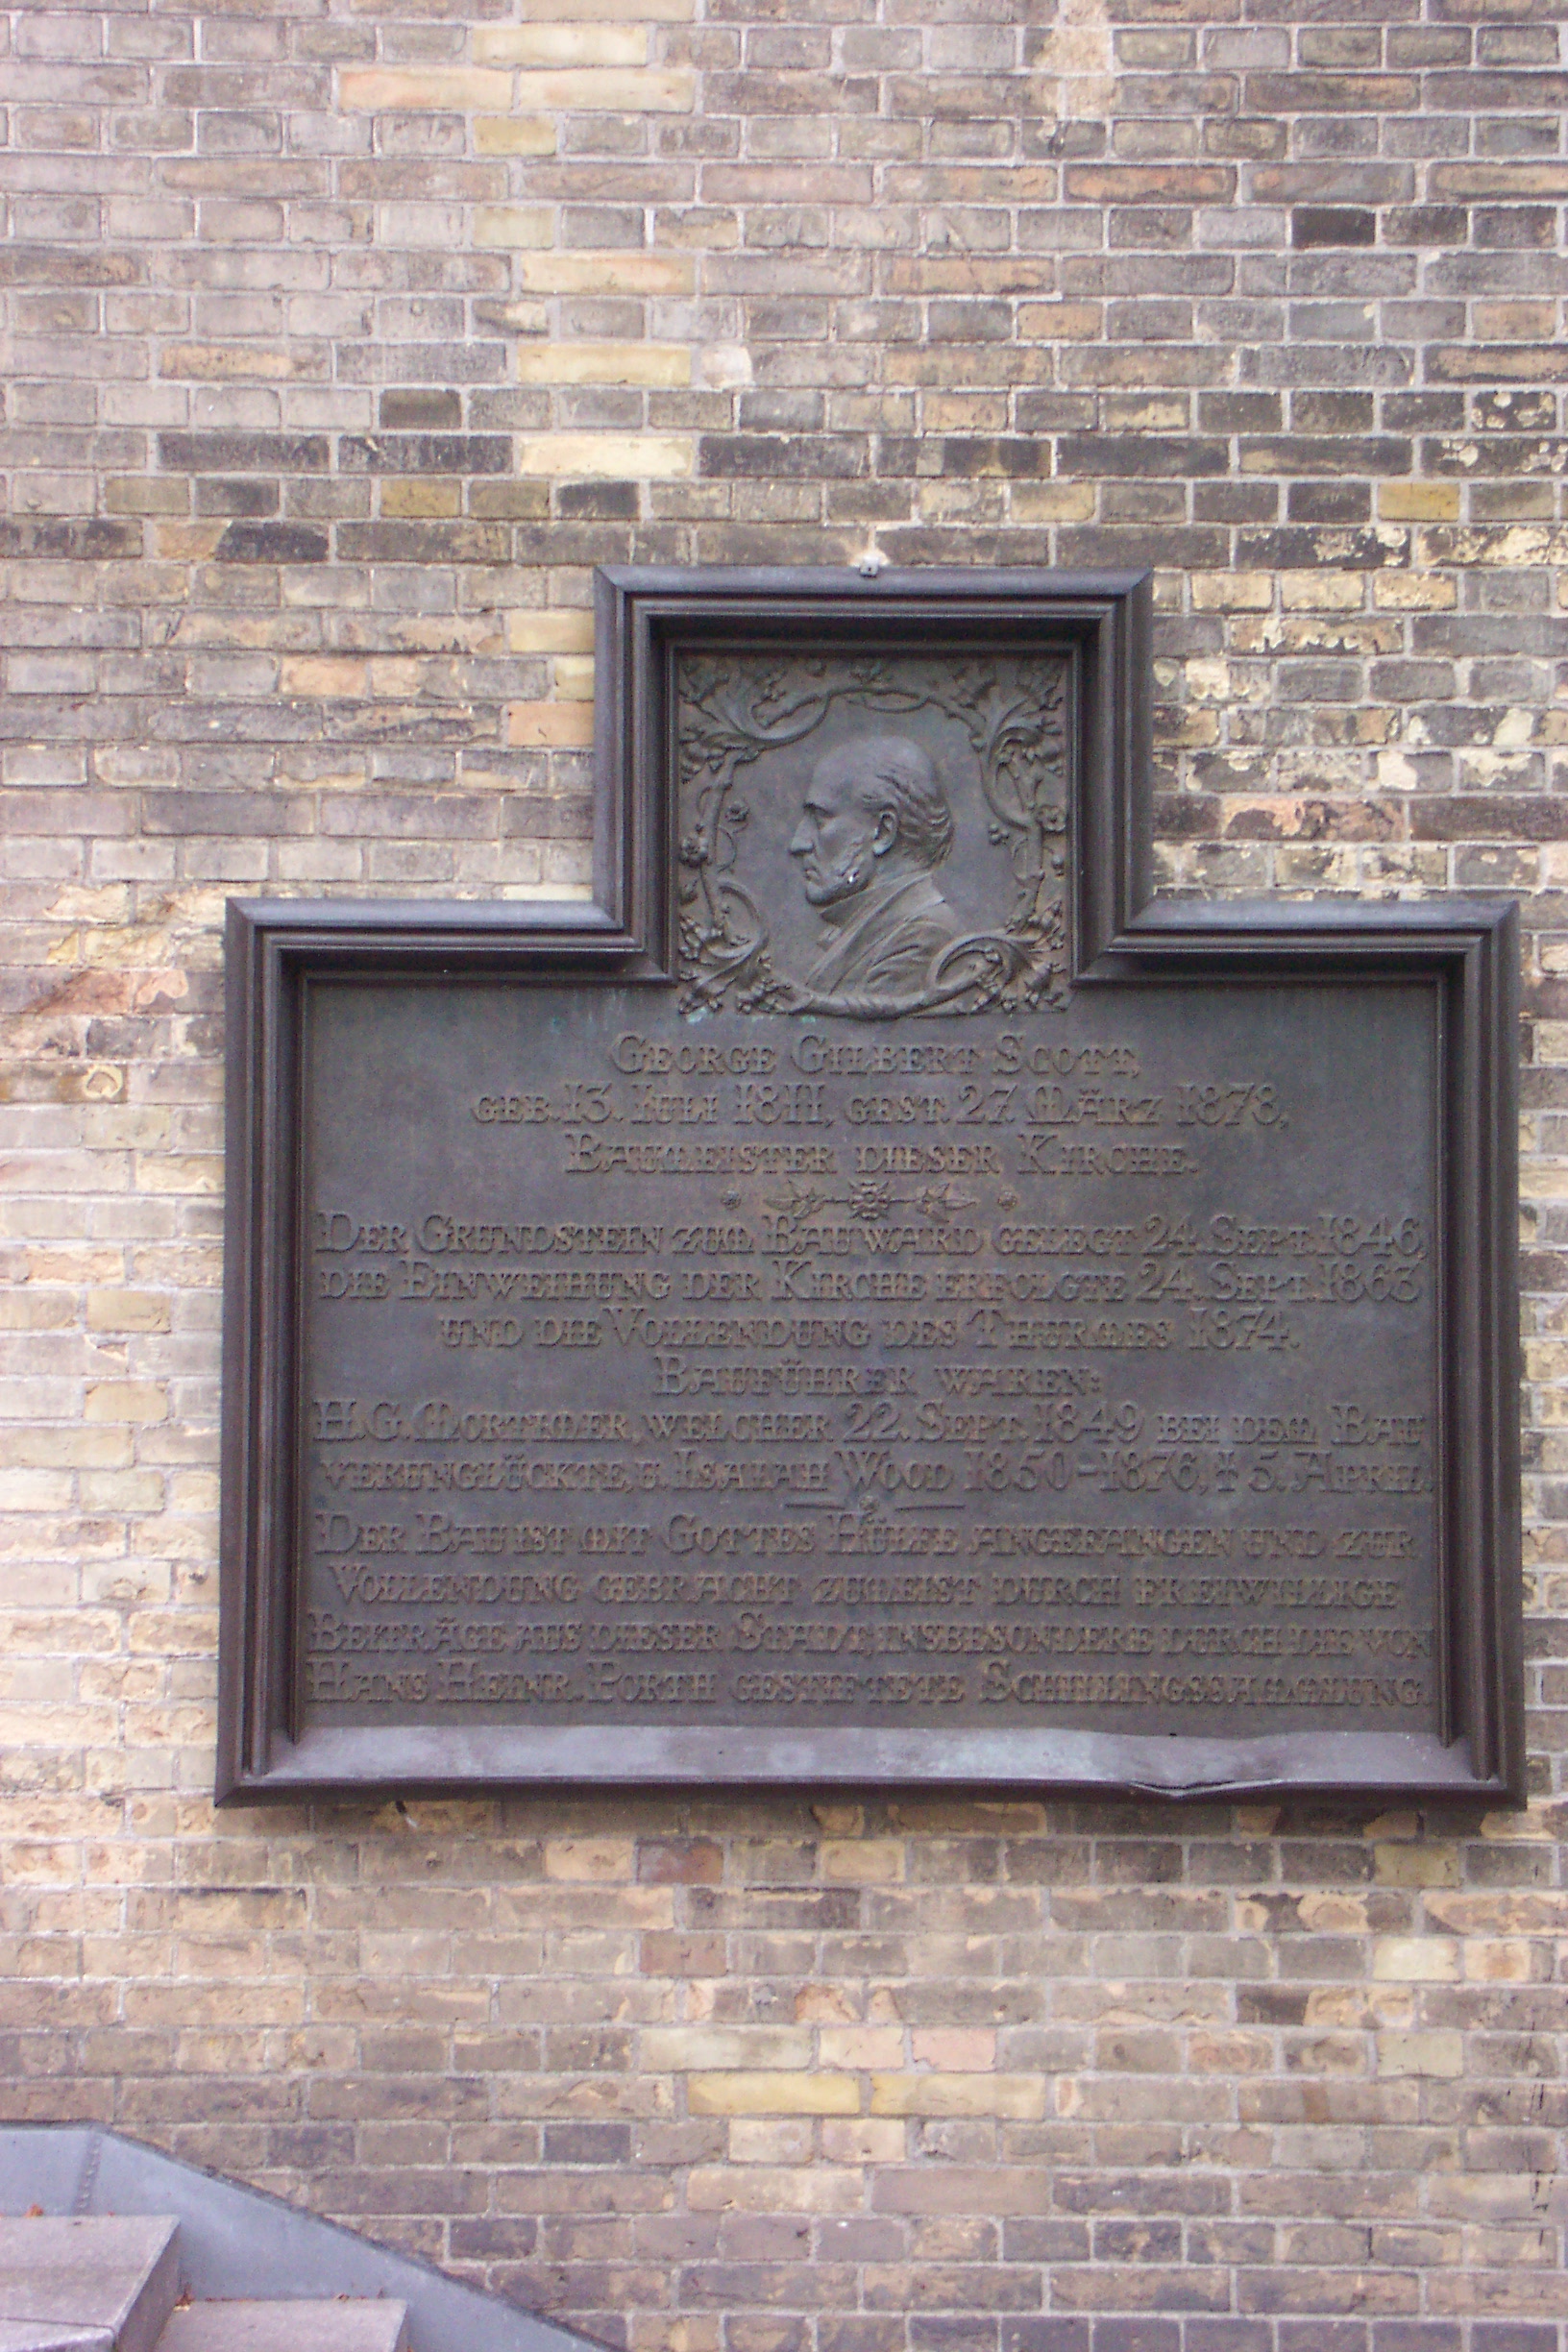 George Gilbert Scott,
geb. 13. Iuli 1811, gest. 27. März 1878,
Baumeister dieser Kirche.
Der Grundstein zum Bau ward gelegt 24. Sept. 1846,
die Einweihung der Kirche erfolgte 24. Sept. 1863
und die Vollendung des Thurmes 1874.
Bauführer waren:
H. G. Mortimer, welcher 22. Sept. 1849 bei dem Bau
verunglückte, u. Isaiah Wood 1850–1876, † 5. April.
Der Bau ist mit Gottes Hülfe angefangen und zur
Vollendung gebracht zumeist durch freiwillige
Beiträge aus dieser Stadt, insbesondere durch die von
Hans Heinr. Porth gestiftete Schillingssammlung.